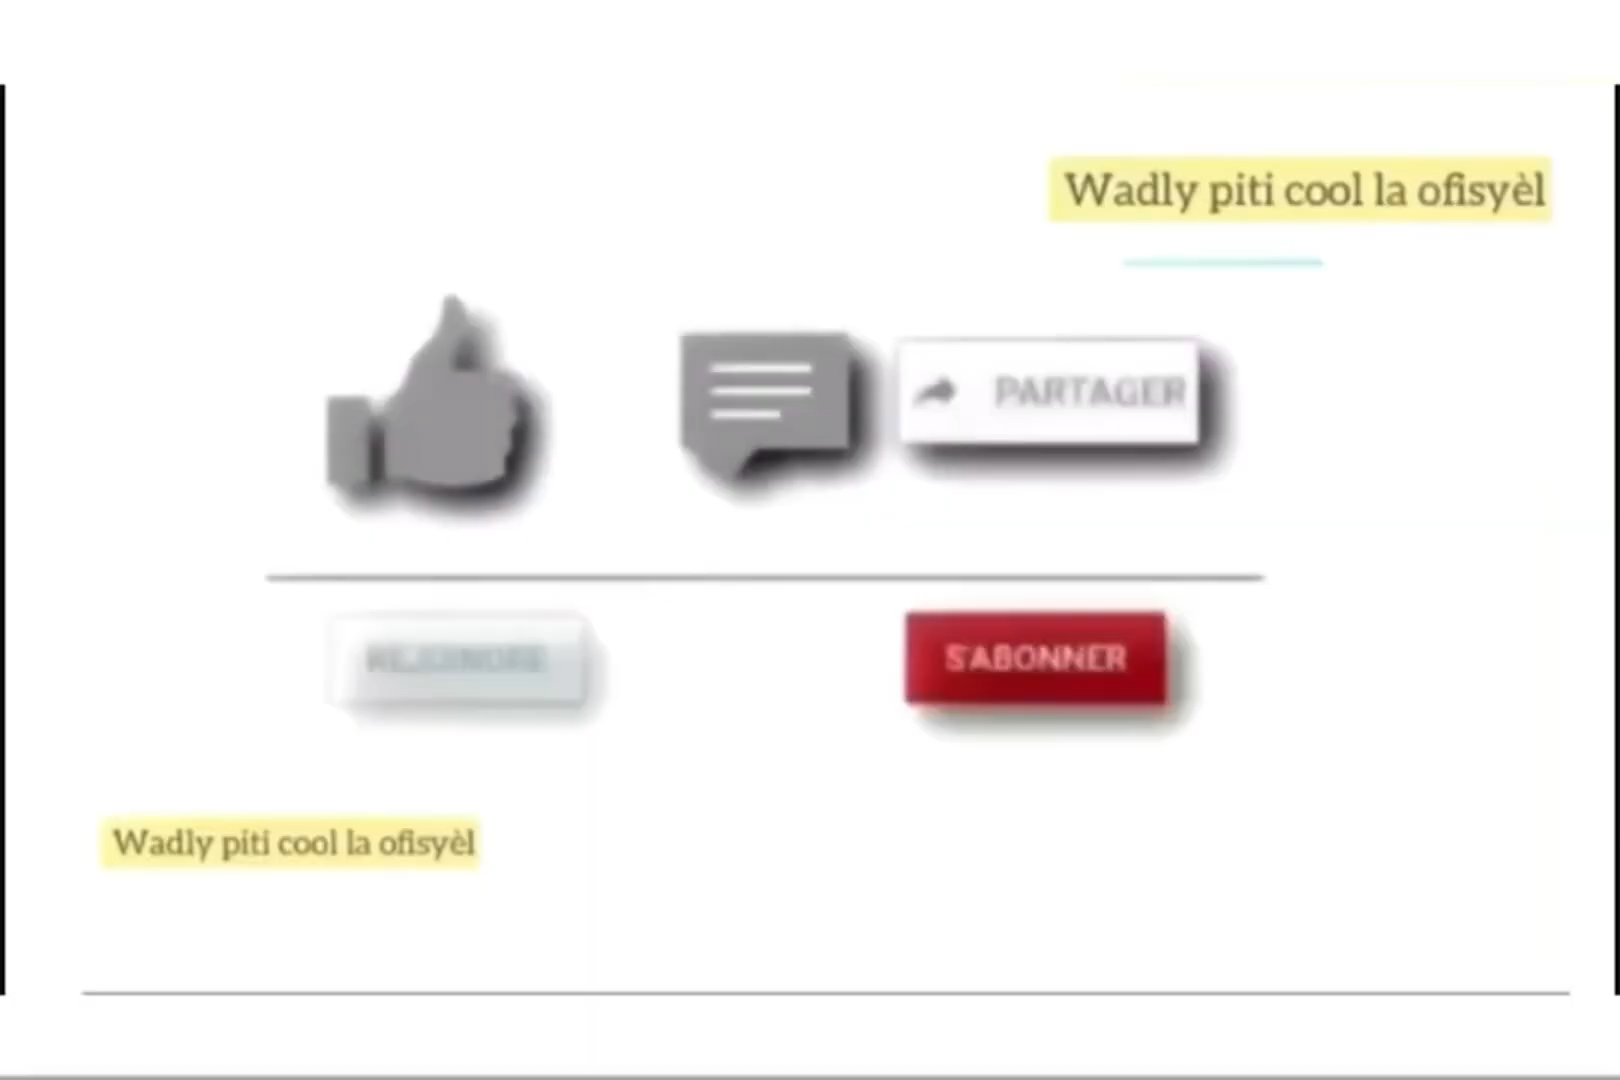 Wadly piti cool la ofisyèl
PARTAGER
S'ABONNER
Wadly piti cool la ofisyèl